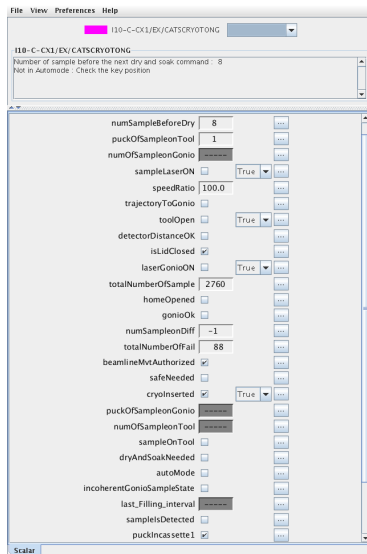 File View Preferences Help
I10-C-CX1/EX/CATSCRYOTONG
I10-C-CX1/EX/CATSCRYOTONG
Number of sample before the next dry and soak command : 8
Not in Automode : Check the key position
numSampleBeforeDry 8 ...
puckOfSampleonTool 1 ...
numOfSampleonGonio ----- ...
sampleLaserON True ...
speedRatio 100.0 ...
trajectoryToGonio ...
toolOpen True ...
detectorDistanceOK ...
isLidClosed ...
laserGonioON True ...
totalNumberOfSample 2760 ...
homeOpened ...
gonioOk ...
numSampleonDiff -1 ...
totalNumberOfFail 88 ...
beamlineMvtAuthorized ...
safeNeeded ...
cryoInserted True ...
puckOfSampleonGonio ----- ...
numOfSampleonTool ----- ...
sampleOnTool ...
dryAndSoakNeeded ...
autoMode ...
incoherentGonioSampleState ...
last_Filling_interval ----- ...
sampleIsDetected ...
puckIncassette1 ...
Scalar